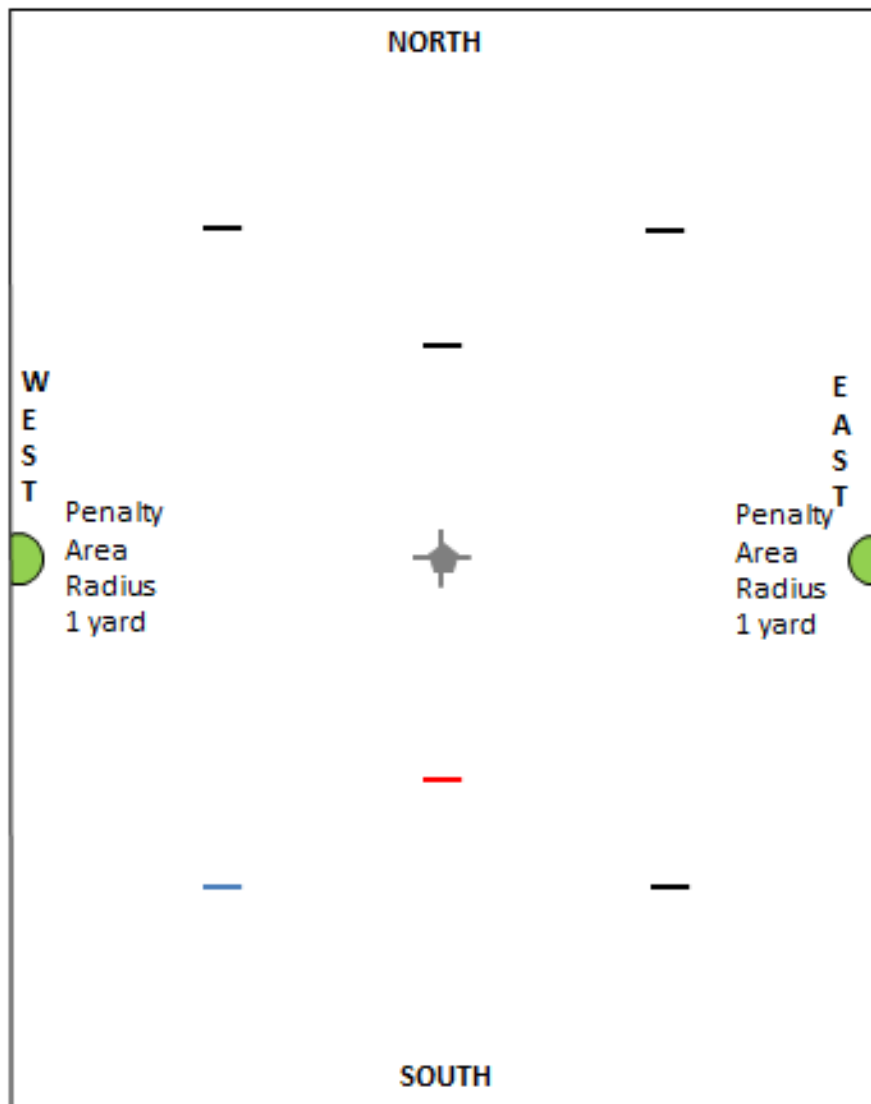 NORTH
W
E
S
T
E
A
S
T
Penalty
Area
Radius
1 yard
Penalty
Area
Radius
1 yard
SOUTH